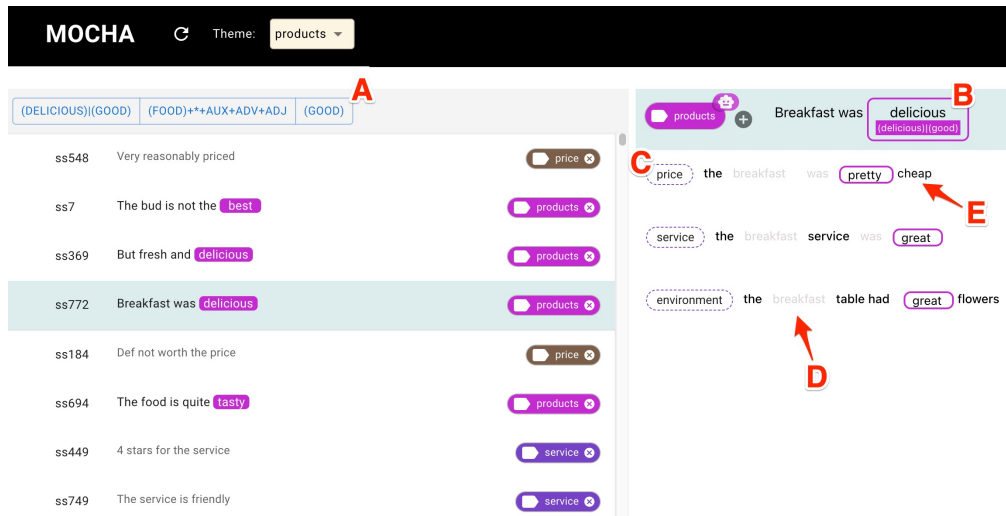 MOCHA Theme: products
A
(DELICIOUS)|(GOOD) (FOOD)+*+AUX+ADV+ADJ (GOOD)
ss548 Very reasonably priced price
ss7 The bud is not the best products
ss369 But fresh and delicious products
ss772 Breakfast was delicious products
ss184 Def not worth the price price
ss694 The food is quite tasty products
ss449 4 stars for the service service
ss749 The service is friendly service
B
products Breakfast was delicious
(delicious)|(good)
C
price the breakfast was pretty cheap
E
service the breakfast service was great
environment the breakfast table had great flowers
D